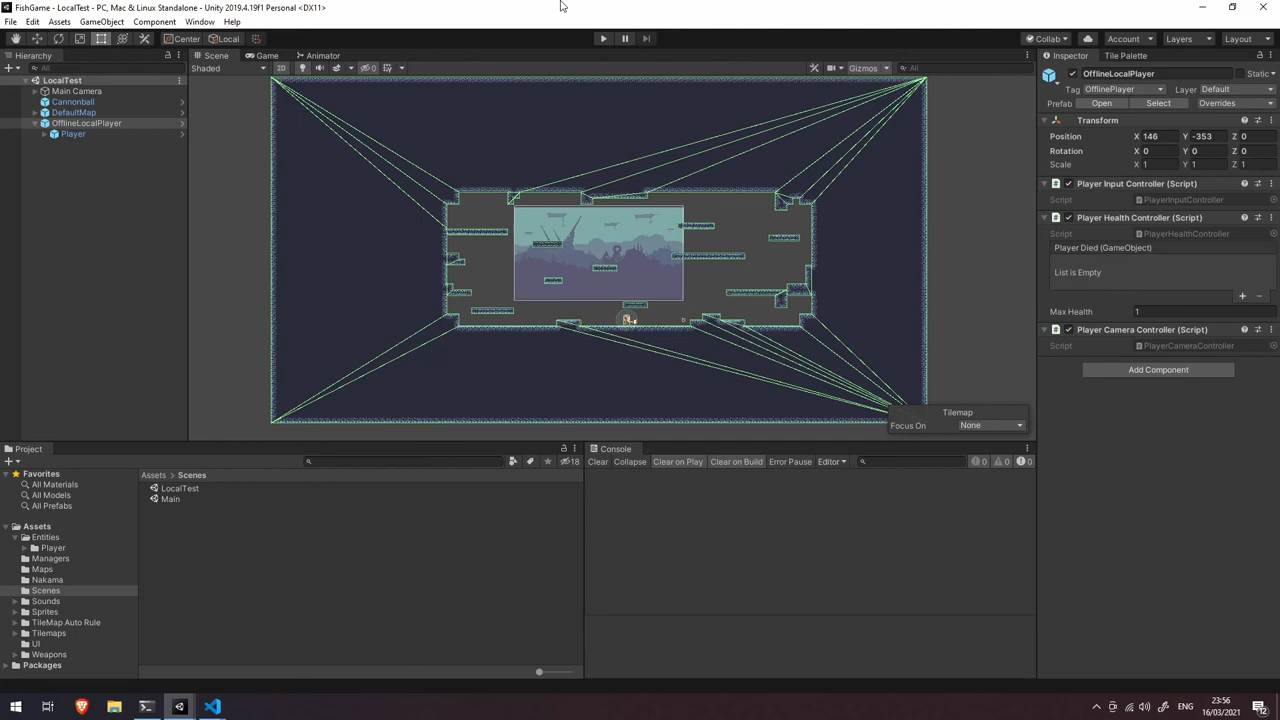 FishGame - LocalTest - PC, Mac & Linux Standalone - Unity 2019.4.19f1 Personal <DX11>
File Edit Assets GameObject Component Window Help
Center Local Collab Account Layers Layout
Hierarchy
All
LocalTest
Main Camera
Cannonball
DefaultMap
OfflineLocalPlayer
Player
Scene Game Animator
Shaded 2D 0 Gizmos All
D
Tilemap
Focus On None
Inspector Tile Palette
OfflineLocalPlayer Static
Tag OfflinePlayer Layer Default
Prefab Open Select Overrides
Transform
Position X 146 Y -353 Z 0
Rotation X 0 Y 0 Z 0
Scale X 1 Y 1 Z 1
Player Input Controller (Script)
Script PlayerInputController
Player Health Controller (Script)
Script PlayerHealthController
Player Died (GameObject)
List is Empty
+ −
Max Health 1
Player Camera Controller (Script)
Script PlayerCameraController
Add Component
Project
18
Favorites
All Materials
All Models
All Prefabs
Assets
Entities
Player
Managers
Maps
Nakama
Scenes
Sounds
Sprites
TileMap Auto Rule
Tilemaps
UI
Weapons
Packages
Assets > Scenes
LocalTest
Main
Console
Clear Collapse Clear on Play Clear on Build Error Pause Editor 0 0 0
23:56
16/03/2021
12